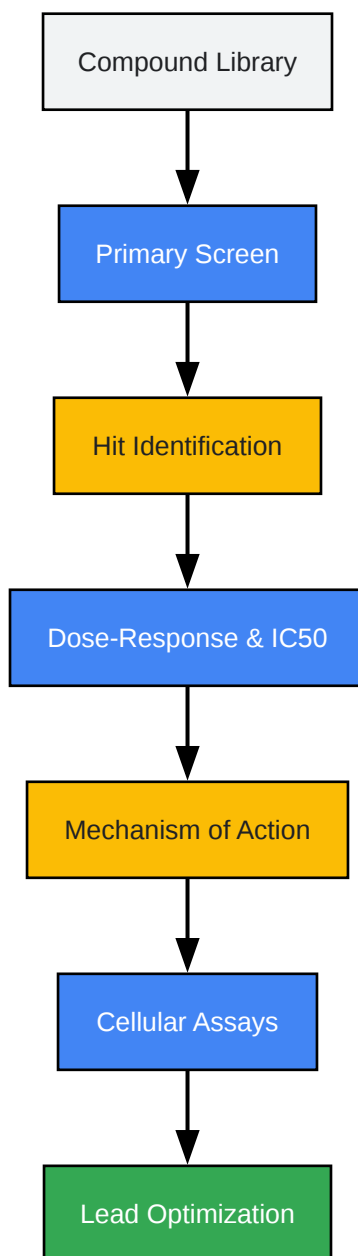 Compound Library
Primary Screen
Hit Identification
Dose-Response & IC50
Mechanism of Action
Cellular Assays
Lead Optimization